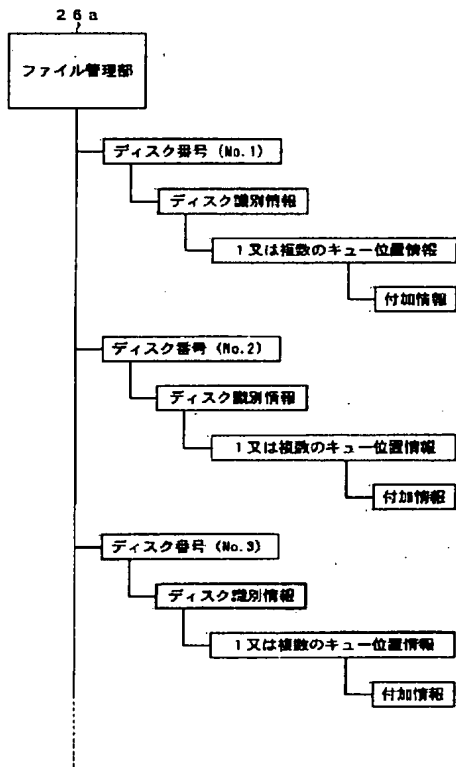 26a
ファイル管理部
ディスク番号 (No.1)
ディスク識別情報
1又は複数のキュー位置情報
付加情報
ディスク番号 (No.2)
ディスク識別情報
1又は複数のキュー位置情報
付加情報
ディスク番号 (No.3)
ディスク識別情報
1又は複数のキュー位置情報
付加情報